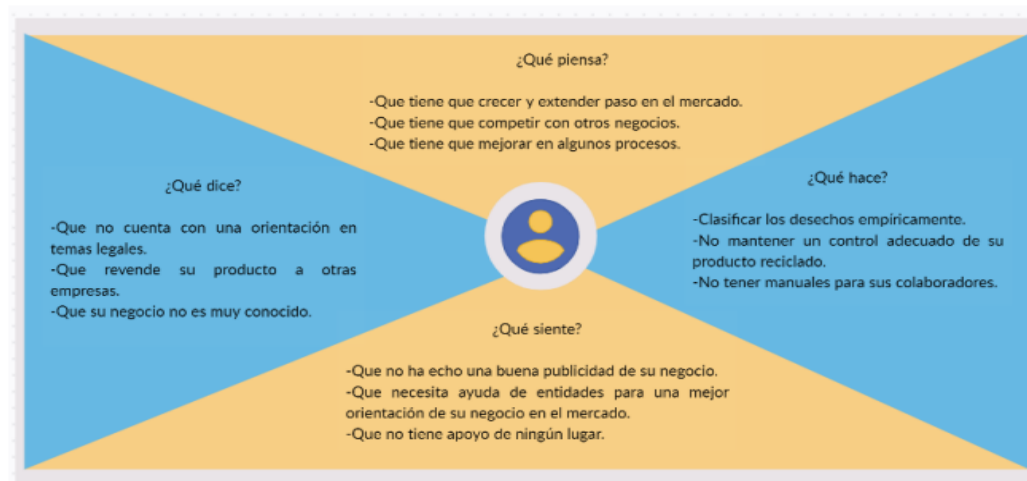 ¿Qué piensa?
-Que tiene que crecer y extender paso en el mercado.
-Que tiene que competir con otros negocios.
-Que tiene que mejorar en algunos procesos.
¿Qué dice?
-Que no cuenta con una orientación en
temas legales.
-Que revende su producto a otras
empresas.
-Que su negocio no es muy conocido.
¿Qué hace?
-Clasificar los desechos empíricamente.
-No mantener un control adecuado de su
producto reciclado.
-No tener manuales para sus colaboradores.
¿Qué siente?
-Que no ha echo una buena publicidad de su negocio.
-Que necesita ayuda de entidades para una mejor
orientación de su negocio en el mercado.
-Que no tiene apoyo de ningún lugar.